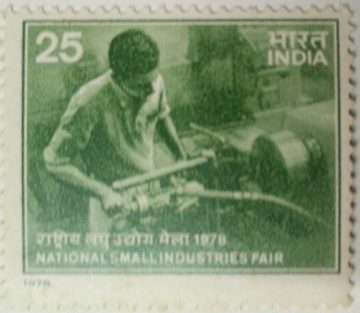 25 भारत
INDIA
राष्ट्रीय लघु उद्योग मेला 1978
NATIONAL SMALL INDUSTRIES FAIR
1978